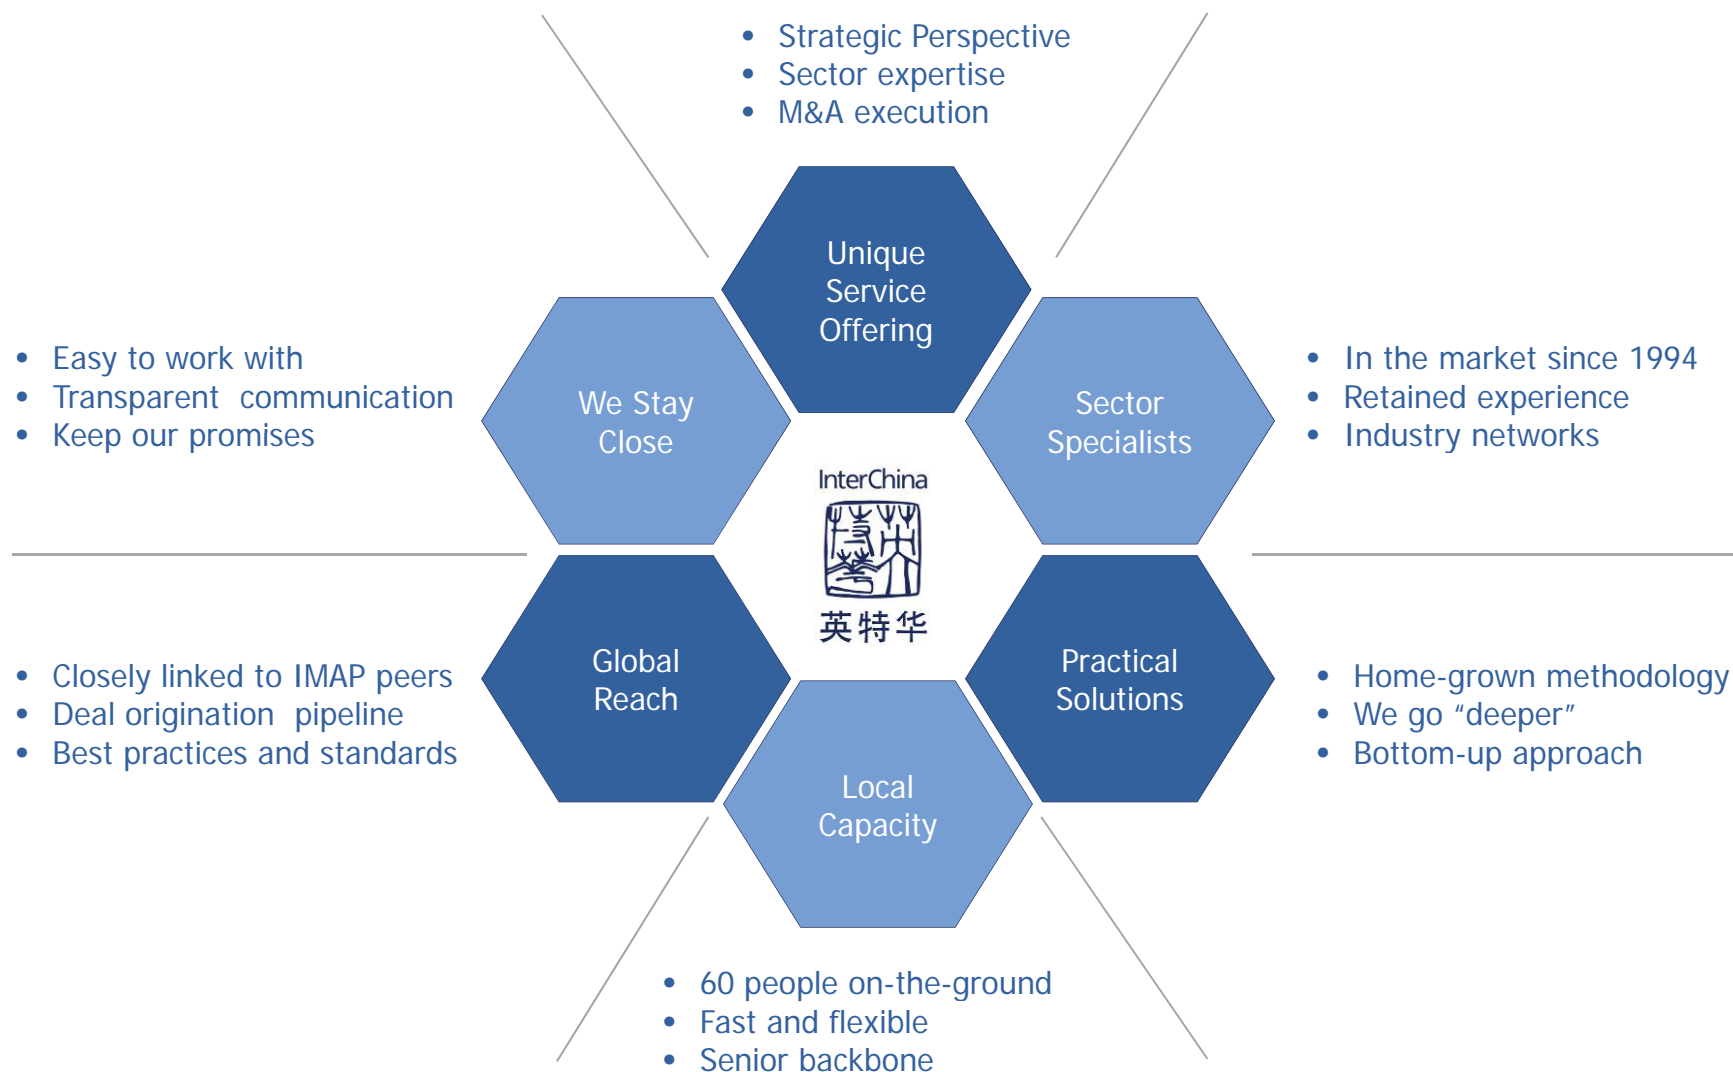 • Strategic Perspective
• Sector expertise
• M&A execution
Unique
Service
Offering
• Easy to work with
• Transparent communication
• Keep our promises
We Stay
Close
Sector
Specialists
• In the market since 1994
• Retained experience
• Industry networks
InterChina
英特华
• Closely linked to IMAP peers
• Deal origination pipeline
• Best practices and standards
Global
Reach
Practical
Solutions
• Home-grown methodology
• We go “deeper”
• Bottom-up approach
Local
Capacity
• 60 people on-the-ground
• Fast and flexible
• Senior backbone